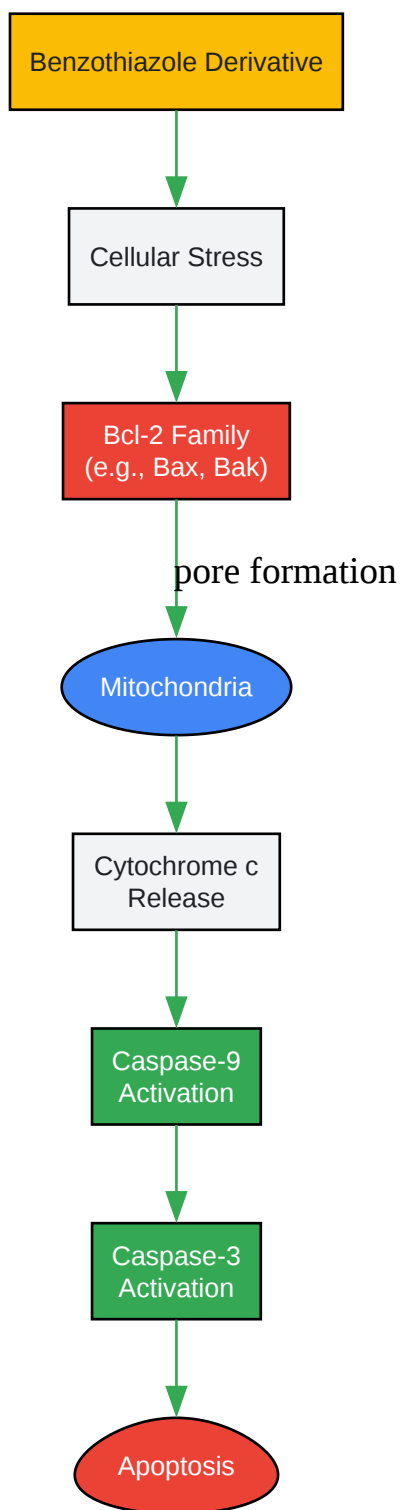 Benzothiazole Derivative
Cellular Stress
Bcl-2 Family
(e.g., Bax, Bak)
pore formation
Mitochondria
Cytochrome c
Release
Caspase-9
Activation
Caspase-3
Activation
Apoptosis